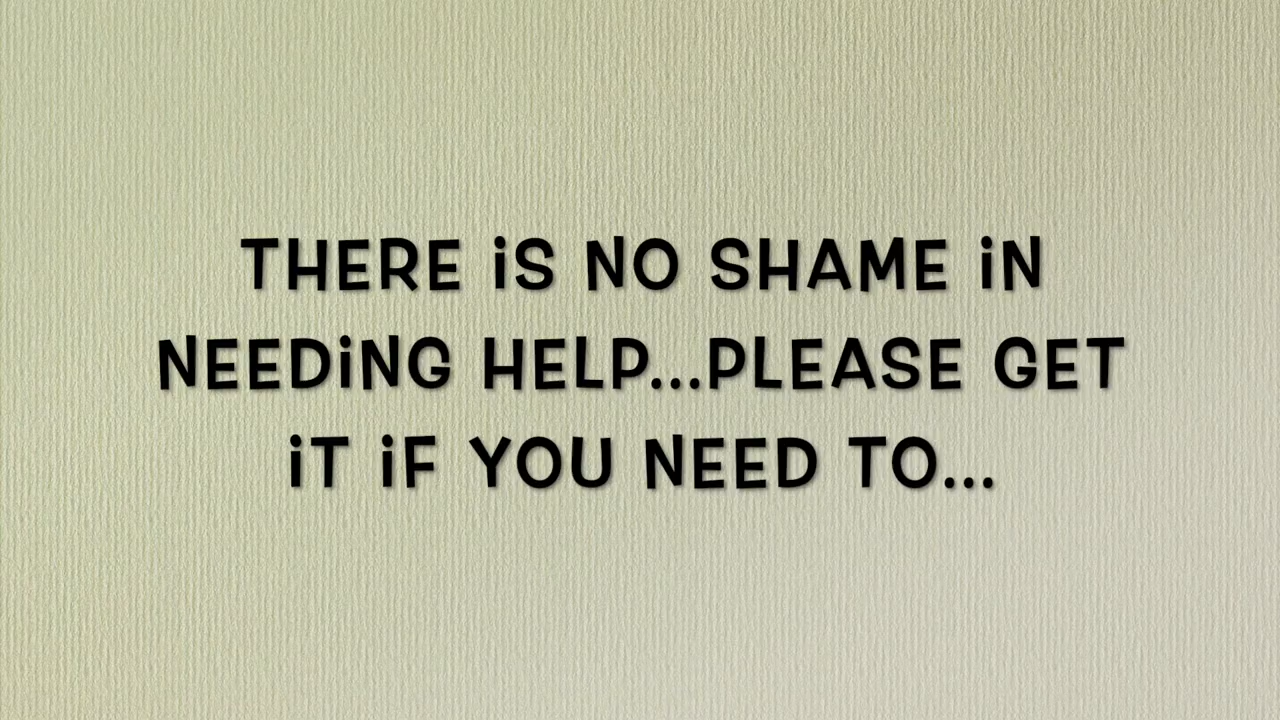 THERE iS NO SHAME iN
NEEDiNG HELP...PLEASE GET
iT iF YOU NEED TO...